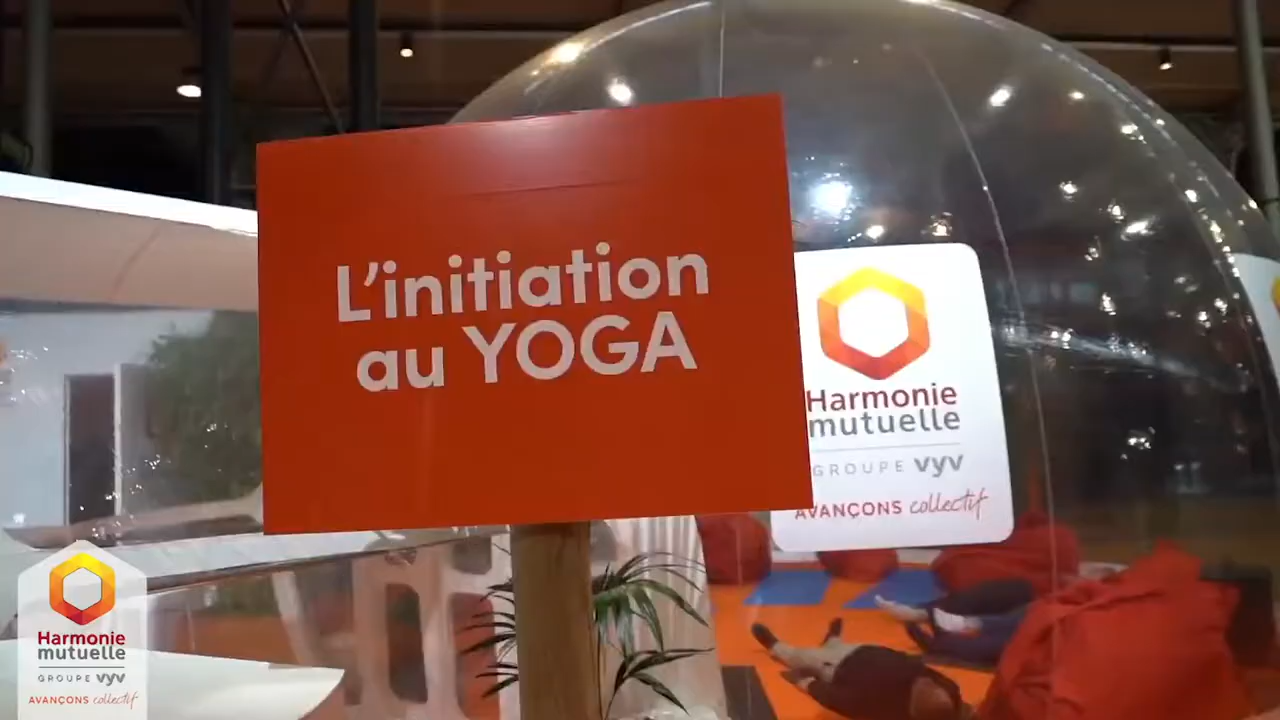 L'initiation
au YOGA
Harmonie
mutuelle
GROUPE vyv
AVANÇONS collectif
Harmonie
mutuelle
GROUPE vyv
AVANÇONS collectif